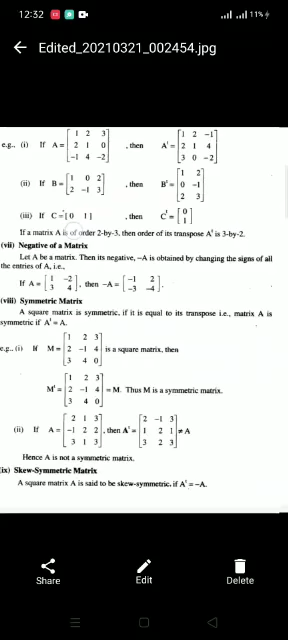 12:32 11%
← Edited_20210321_002454.jpg
e.g., (i) If A = [1 2 3; 2 1 0; −1 4 −2], then Aᵗ = [1 2 −1; 2 1 4; 3 0 −2]
(ii) If B = [1 0 2; 2 −1 3], then Bᵗ = [1 2; 0 −1; 2 3]
(iii) If C = [0 1], then Cᵗ = [0; 1]
If a matrix A is of order 2-by-3, then order of its transpose Aᵗ is 3-by-2.
(vii) Negative of a Matrix
Let A be a matrix. Then its negative, −A is obtained by changing the signs of all
the entries of A, i.e.,
If A = [1 −2; 3 4], then −A = [−1 2; −3 −4].
(viii) Symmetric Matrix
A square matrix is symmetric, if it is equal to its transpose i.e., matrix A is
symmetric if Aᵗ = A.
e.g., (i) If M = [1 2 3; 2 −1 4; 3 4 0] is a square matrix, then
Mᵗ = [1 2 3; 2 −1 4; 3 4 0] = M. Thus M is a symmetric matrix.
(ii) If A = [2 1 3; −1 2 2; 3 1 3], then Aᵗ = [2 −1 3; 1 2 1; 3 2 3] ≠ A
Hence A is not a symmetric matrix.
(ix) Skew-Symmetric Matrix
A square matrix A is said to be skew-symmetric, if Aᵗ = −A.
Share Edit Delete